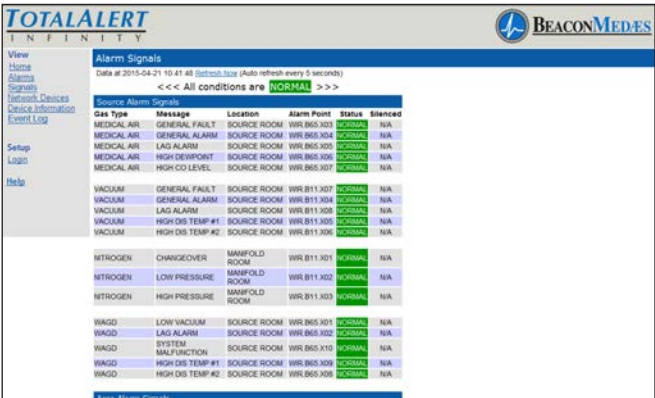 TOTALALERT
INFINITY
BEACONMEDÆS
View
Home
Alarms
Signals
Network Devices
Device Information
Event Log
Setup
Login
Help
Alarm Signals
Data at 2015-04-21 10:41:48 Refresh Now (Auto refresh every 5 seconds)
<<< All conditions are NORMAL >>>
Source Alarm Signals
Gas Type Message Location Alarm Point Status Silenced
MEDICAL AIR GENERAL FAULT SOURCE ROOM WIR.B65.X03 NORMAL N/A
MEDICAL AIR GENERAL ALARM SOURCE ROOM WIR.B65.X04 NORMAL N/A
MEDICAL AIR LAG ALARM SOURCE ROOM WIR.B65.X05 NORMAL N/A
MEDICAL AIR HIGH DEWPOINT SOURCE ROOM WIR.B65.X06 NORMAL N/A
MEDICAL AIR HIGH CO LEVEL SOURCE ROOM WIR.B65.X07 NORMAL N/A
VACUUM GENERAL FAULT SOURCE ROOM WIR.B11.X07 NORMAL N/A
VACUUM GENERAL ALARM SOURCE ROOM WIR.B11.X04 NORMAL N/A
VACUUM LAG ALARM SOURCE ROOM WIR.B11.X08 NORMAL N/A
VACUUM HIGH DIS TEMP #1 SOURCE ROOM WIR.B11.X05 NORMAL N/A
VACUUM HIGH DIS TEMP #2 SOURCE ROOM WIR.B11.X06 NORMAL N/A
NITROGEN CHANGEOVER MANIFOLD ROOM WIR.B11.X01 NORMAL N/A
NITROGEN LOW PRESSURE MANIFOLD ROOM WIR.B11.X02 NORMAL N/A
NITROGEN HIGH PRESSURE MANIFOLD ROOM WIR.B11.X03 NORMAL N/A
WAGD LOW VACUUM SOURCE ROOM WIR.B65.X01 NORMAL N/A
WAGD LAG ALARM SOURCE ROOM WIR.B65.X02 NORMAL N/A
WAGD SYSTEM MALFUNCTION SOURCE ROOM WIR.B65.X10 NORMAL N/A
WAGD HIGH DIS TEMP #1 SOURCE ROOM WIR.B65.X09 NORMAL N/A
WAGD HIGH DIS TEMP #2 SOURCE ROOM WIR.B65.X08 NORMAL N/A
Area Alarm Signals